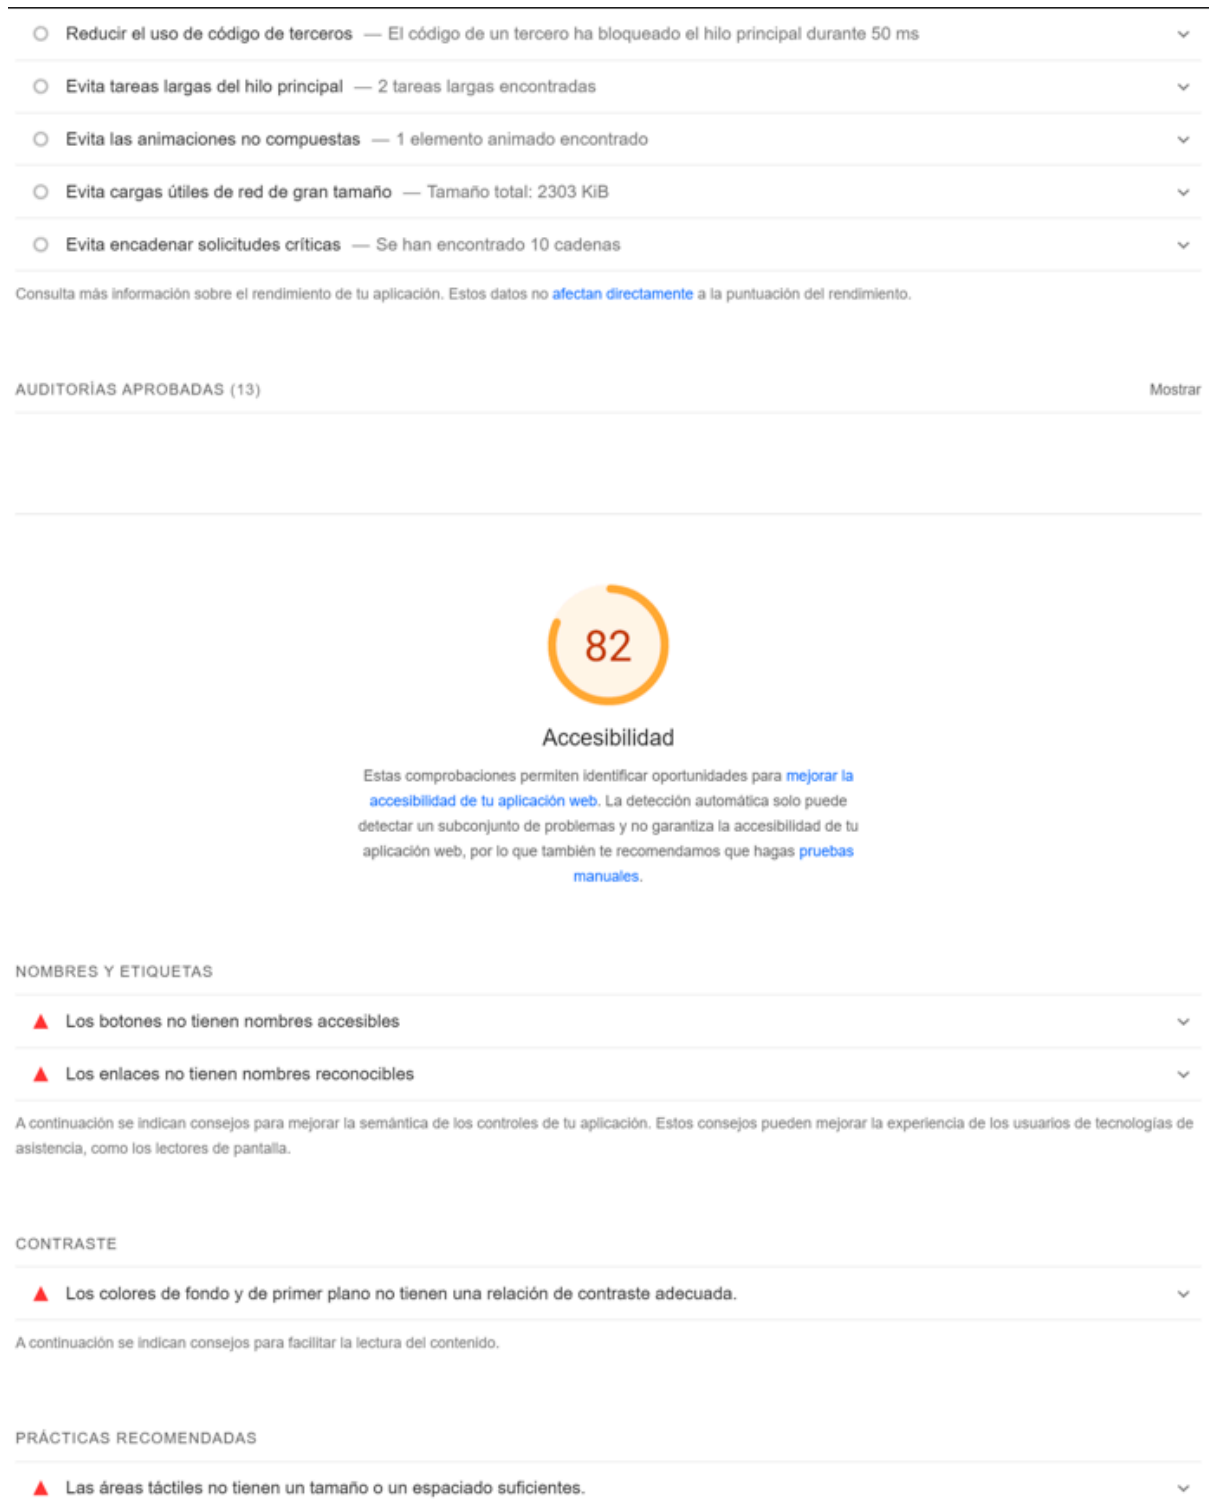 Reducir el uso de código de terceros — El código de un tercero ha bloqueado el hilo principal durante 50 ms
Evita tareas largas del hilo principal — 2 tareas largas encontradas
Evita las animaciones no compuestas — 1 elemento animado encontrado
Evita cargas útiles de red de gran tamaño — Tamaño total: 2303 KiB
Evita encadenar solicitudes críticas — Se han encontrado 10 cadenas
Consulta más información sobre el rendimiento de tu aplicación. Estos datos no afectan directamente a la puntuación del rendimiento.
AUDITORÍAS APROBADAS (13) Mostrar
82
Accesibilidad
Estas comprobaciones permiten identificar oportunidades para mejorar la
accesibilidad de tu aplicación web. La detección automática solo puede
detectar un subconjunto de problemas y no garantiza la accesibilidad de tu
aplicación web, por lo que también te recomendamos que hagas pruebas
manuales.
NOMBRES Y ETIQUETAS
Los botones no tienen nombres accesibles
Los enlaces no tienen nombres reconocibles
A continuación se indican consejos para mejorar la semántica de los controles de tu aplicación. Estos consejos pueden mejorar la experiencia de los usuarios de tecnologías de
asistencia, como los lectores de pantalla.
CONTRASTE
Los colores de fondo y de primer plano no tienen una relación de contraste adecuada.
A continuación se indican consejos para facilitar la lectura del contenido.
PRÁCTICAS RECOMENDADAS
Las áreas táctiles no tienen un tamaño o un espaciado suficientes.